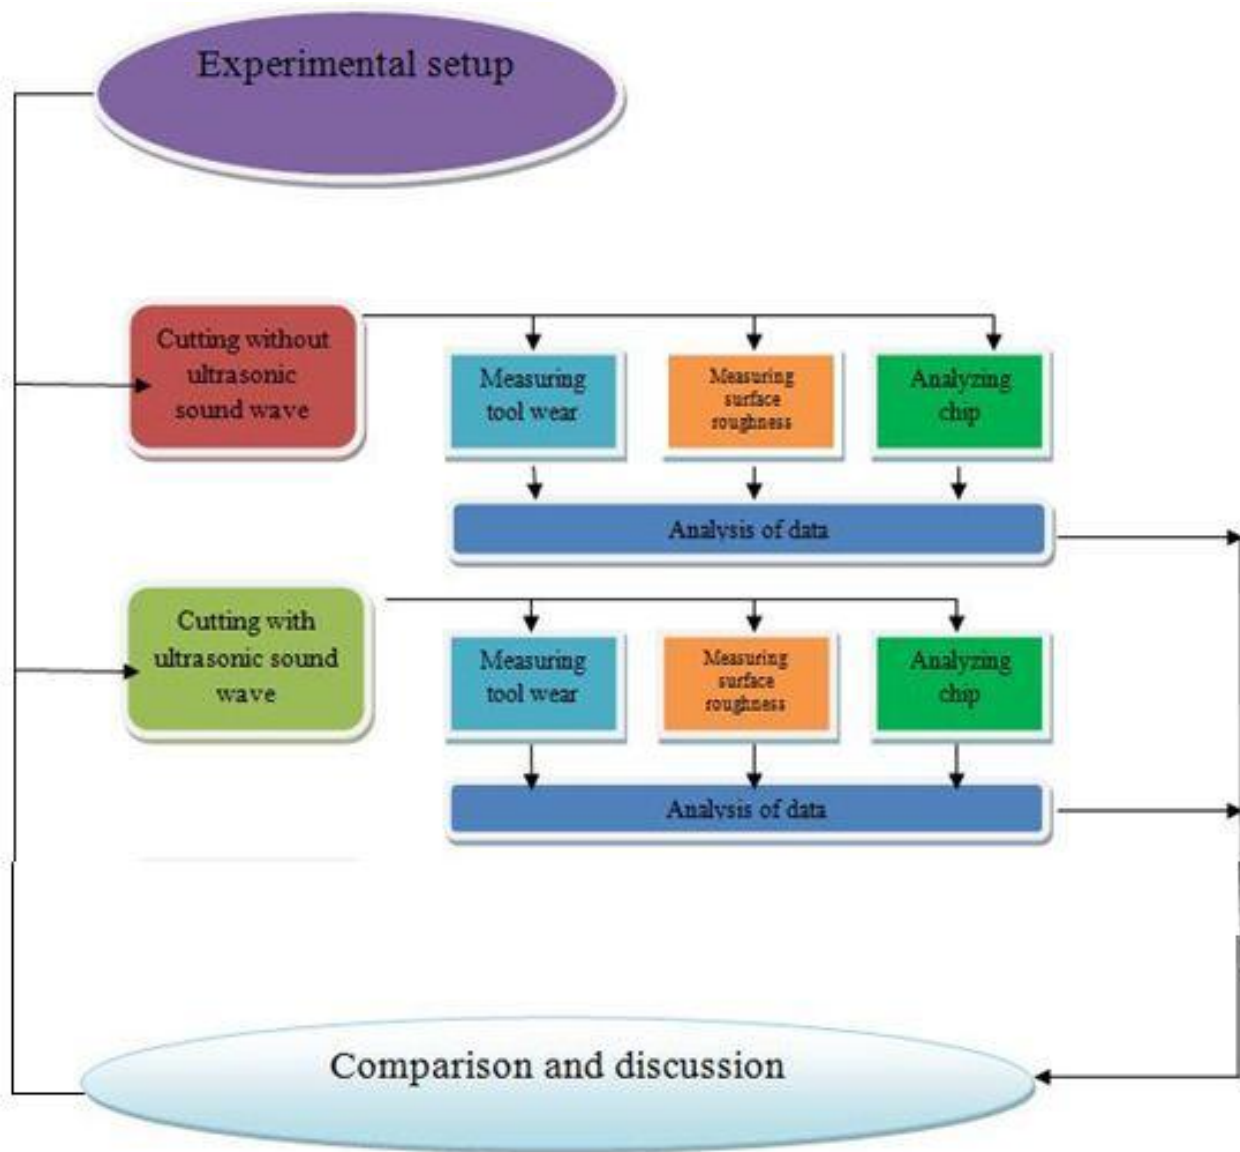 Experimental setup
Cutting without
ultrasonic
sound wave
Measuring
tool wear
Measuring
surface
roughness
Analyzing
chip
Analysis of data
Cutting with
ultrasonic sound
wave
Measuring
tool wear
Measuring
surface
roughness
Analyzing
chip
Analysis of data
Comparison and discussion